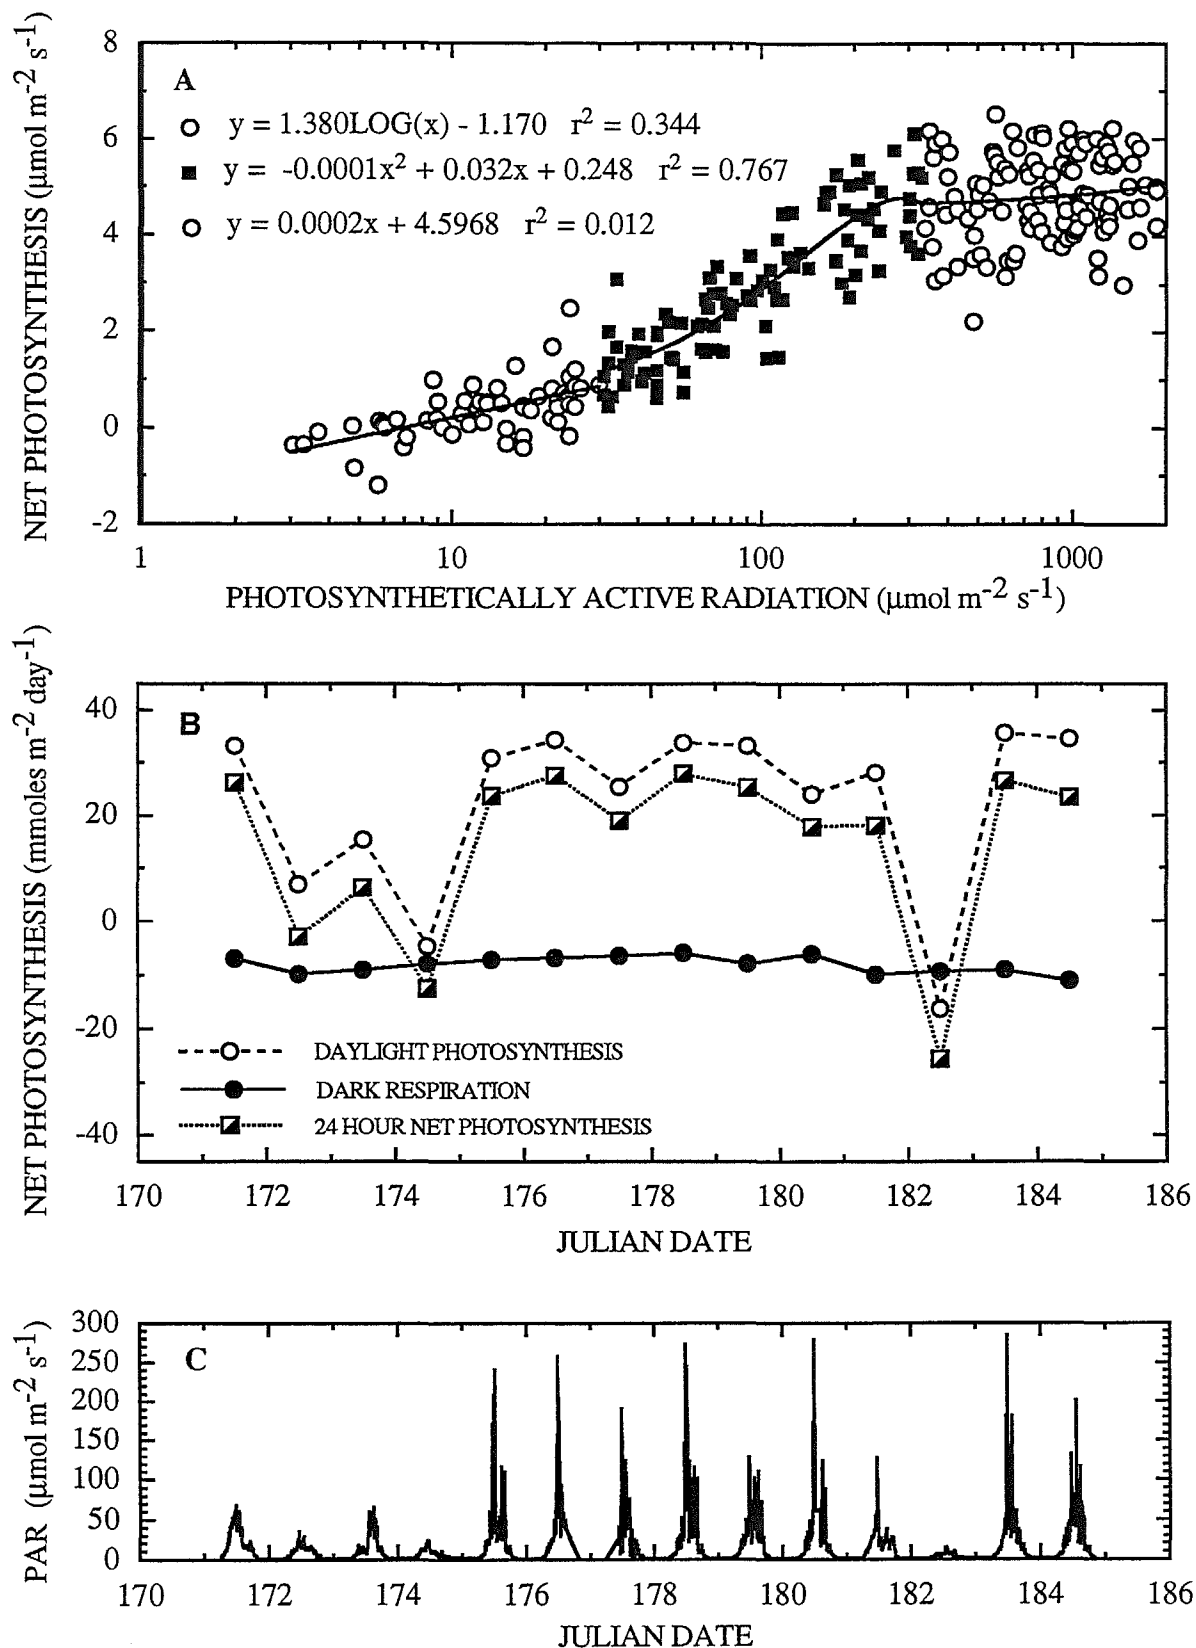 NET PHOTOSYNTHESIS (µmol m-2 s-1)
8
6
4
2
0
-2
A
y = 1.380LOG(x) - 1.170 r2 = 0.344
y = -0.0001x2 + 0.032x + 0.248 r2 = 0.767
y = 0.0002x + 4.5968 r2 = 0.012
1 10 100 1000
PHOTOSYNTHETICALLY ACTIVE RADIATION (µmol m-2 s-1)
NET PHOTOSYNTHESIS (mmoles m-2 day-1)
40
20
0
-20
-40
B
DAYLIGHT PHOTOSYNTHESIS
DARK RESPIRATION
24 HOUR NET PHOTOSYNTHESIS
170 172 174 176 178 180 182 184 186
JULIAN DATE
PAR (µmol m-2 s-1)
300
250
200
150
100
50
0
C
170 172 174 176 178 180 182 184 186
JULIAN DATE